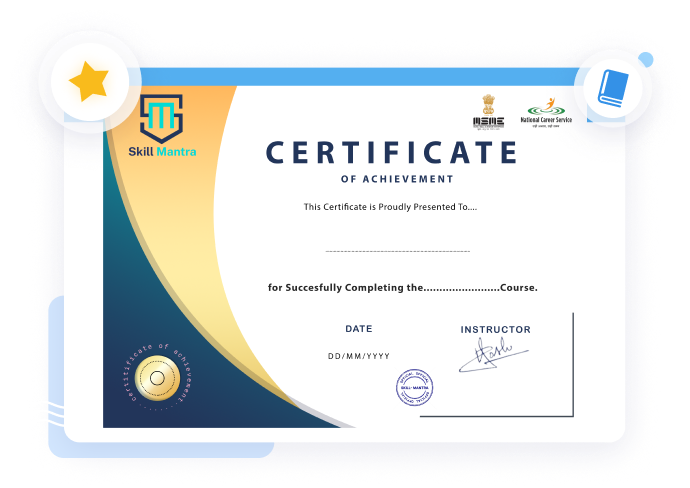 Skill Mantra
MSME
National Career Service
CERTIFICATE
OF ACHIEVEMENT
This Certificate is Proudly Presented To....
for Succesfully Completing the........................Course.
DATE
INSTRUCTOR
DD/MM/YYYY
certificate of achievement
SKILL-MANTRA